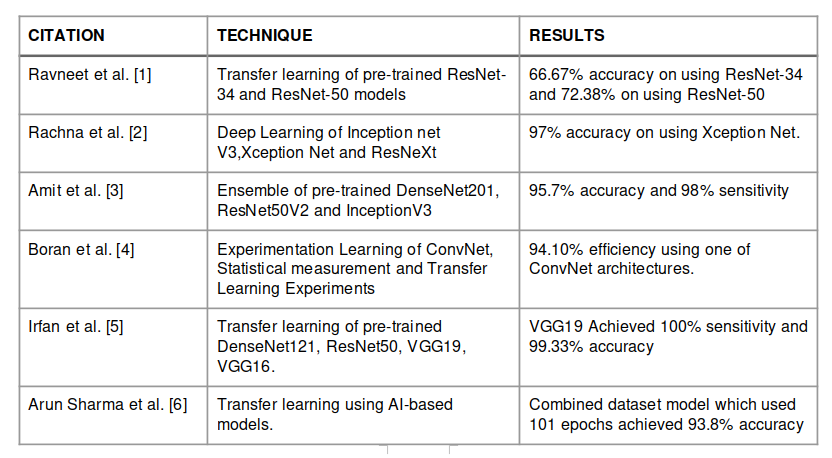 CITATION TECHNIQUE RESULTS
Ravneet et al. [1] Transfer learning of pre-trained ResNet- 66.67% accuracy on using ResNet-34
34 and ResNet-50 models and 72.38% on using ResNet-50
Rachna et al. [2] Deep Learning of Inception net 97% accuracy on using Xception Net.
V3,Xception Net and ResNeXt
Amit et al. [3] Ensemble of pre-trained DenseNet201, 95.7% accuracy and 98% sensitivity
ResNet50V2 and InceptionV3
Boran et al. [4] Experimentation Learning of ConvNet, 94.10% efficiency using one of
Statistical measurement and Transfer ConvNet architectures.
Learning Experiments
Irfan et al. [5] Transfer learning of pre-trained VGG19 Achieved 100% sensitivity and
DenseNet121, ResNet50, VGG19, 99.33% accuracy
VGG16.
Arun Sharma et al. [6] Transfer learning using AI-based Combined dataset model which used
models. 101 epochs achieved 93.8% accuracy